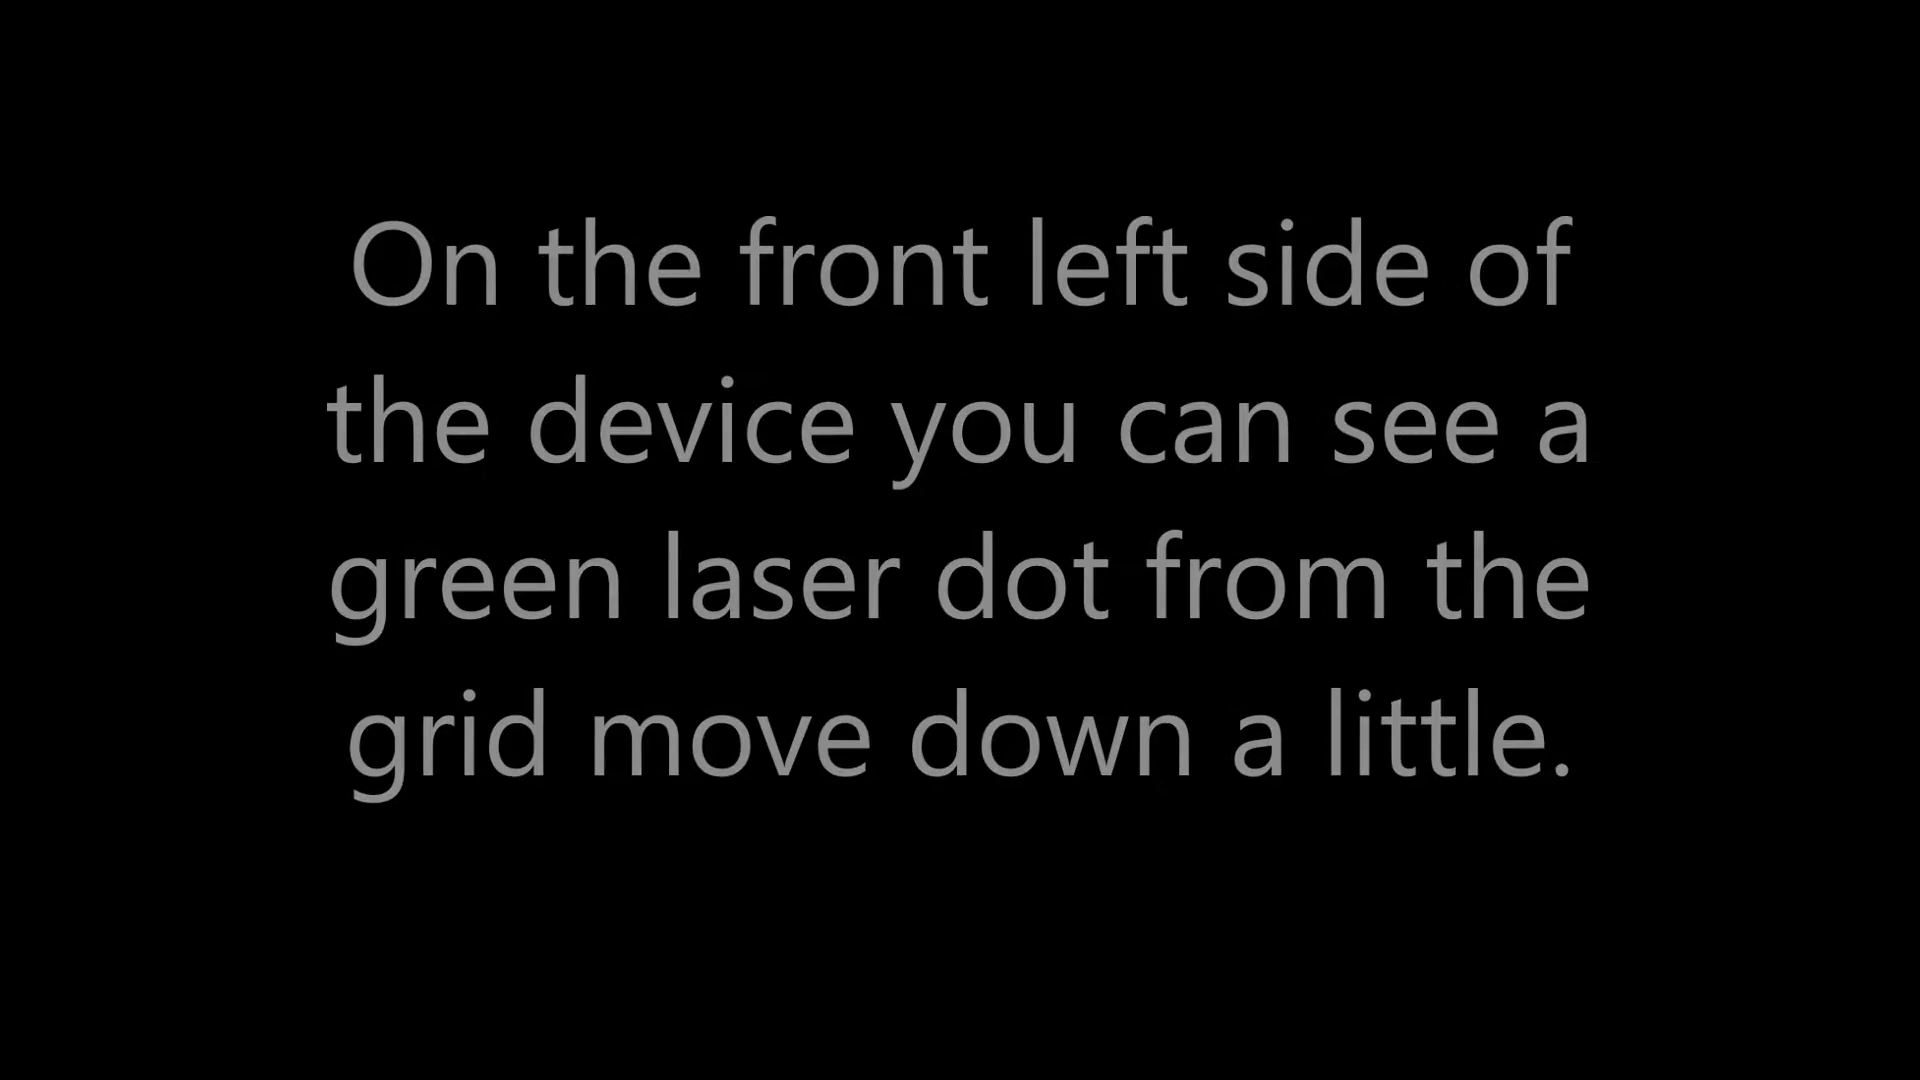 On the front left side of
the device you can see a
green laser dot from the
grid move down a little.